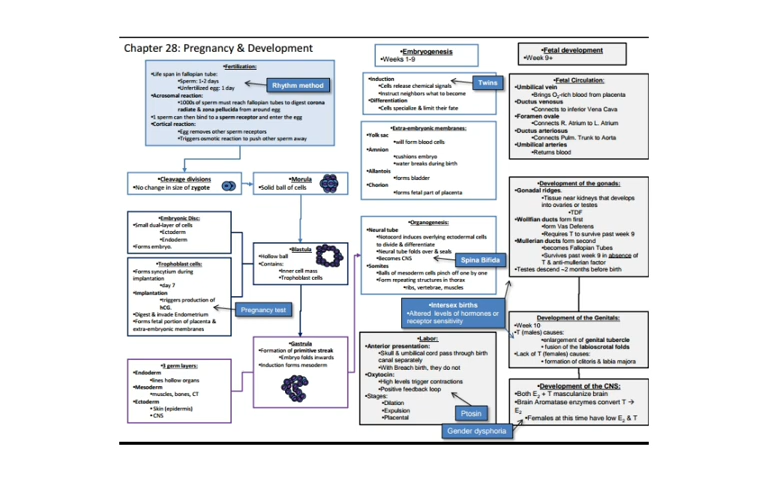 Chapter 28: Pregnancy & Development
•Fertilization:
•Life span in fallopian tube:
•Sperm: 1-2 days
•Unfertilized egg: 1 day
•Acrosomal reaction:
•1000s of sperm must reach fallopian tubes to digest corona
radiate & zona pellucida from around egg
•1 sperm can then bind to a sperm receptor and enter the egg
•Cortical reaction:
•Egg removes other sperm receptors
•Triggers osmotic reaction to push other sperm away
Rhythm method
•Cleavage divisions
•No change in size of zygote
•Morula
•Solid ball of cells
•Embryonic Disc:
•Small dual-layer of cells
•Ectoderm
•Endoderm
•Forms embryo.
•Trophoblast cells:
•Forms syncytium during
implantation
•day 7
•Implantation
•triggers production of
hCG.
•Digest & invade Endometrium
•Forms fetal portion of placenta &
extra-embryonic membranes
Pregnancy test
•Blastula
•Hollow ball
•Contains:
•Inner cell mass
•Trophoblast cells
•Gastrula
•Formation of primitive streak
•Embryo folds inwards
•Induction forms mesoderm
•3 germ layers:
•Endoderm
•lines hollow organs
•Mesoderm
•muscles, bones, CT
•Ectoderm
•Skin (epidermis)
•CNS
•Embryogenesis
•Weeks 1-9
•Induction
•Cells release chemical signals
•Instruct neighbors what to become
•Differentiation
•Cells specialize & limit their fate
Twins
•Extra-embryonic membranes:
•Yolk sac
•will form blood cells
•Amnion
•cushions embryo
•water breaks during birth
•Allantois
•forms bladder
•Chorion
•forms fetal part of placenta
•Organogenesis:
•Neural tube
•Notocord induces overlying ectodermal cells
to divide & differentiate
•Neural tube folds over & seals
•Becomes CNS
•Somites
•Balls of mesoderm cells pinch off one by one
•Form repeating structures in thorax
•ribs, vertebrae, muscles
Spina Bifida
•Intersex births
•Altered levels of hormones or
receptor sensitivity
•Labor:
•Anterior presentation:
•Skull & umbilical cord pass through birth
canal separately
•With Breach birth, they do not
•Oxytocin:
•High levels trigger contractions
•Positive feedback loop
•Stages:
•Dilation
•Expulsion
•Placental
Ptosin
Gender dysphoria
•Fetal development
•Week 9+
•Fetal Circulation:
•Umbilical vein
•Brings O2-rich blood from placenta
•Ductus venosus
•Connects to inferior Vena Cava
•Foramen ovale
•Connects R. Atrium to L. Atrium
•Ductus arteriosus
•Connects Pulm. Trunk to Aorta
•Umbilical arteries
•Returns blood
•Development of the gonads:
•Gonadal ridges.
•Tissue near kidneys that develops
into ovaries or testes
•TDF
•Wolffian ducts form first
•form Vas Deferens
•Requires T to survive past week 9
•Mullerian ducts form second
•becomes Fallopian Tubes
•Survives past week 9 in absence of
T & anti-mullerian factor
•Testes descend ~2 months before birth
Development of the Genitals:
•Week 10
•T (males) causes:
•enlargement of genital tubercle
• fusion of the labioscrotal folds
•Lack of T (females) causes:
• formation of clitoris & labia majors
•Development of the CNS:
•Both E2 + T masculanize brain
•Brain Aromatase enzymes convert T →
E2
•Females at this time have low E2 & T